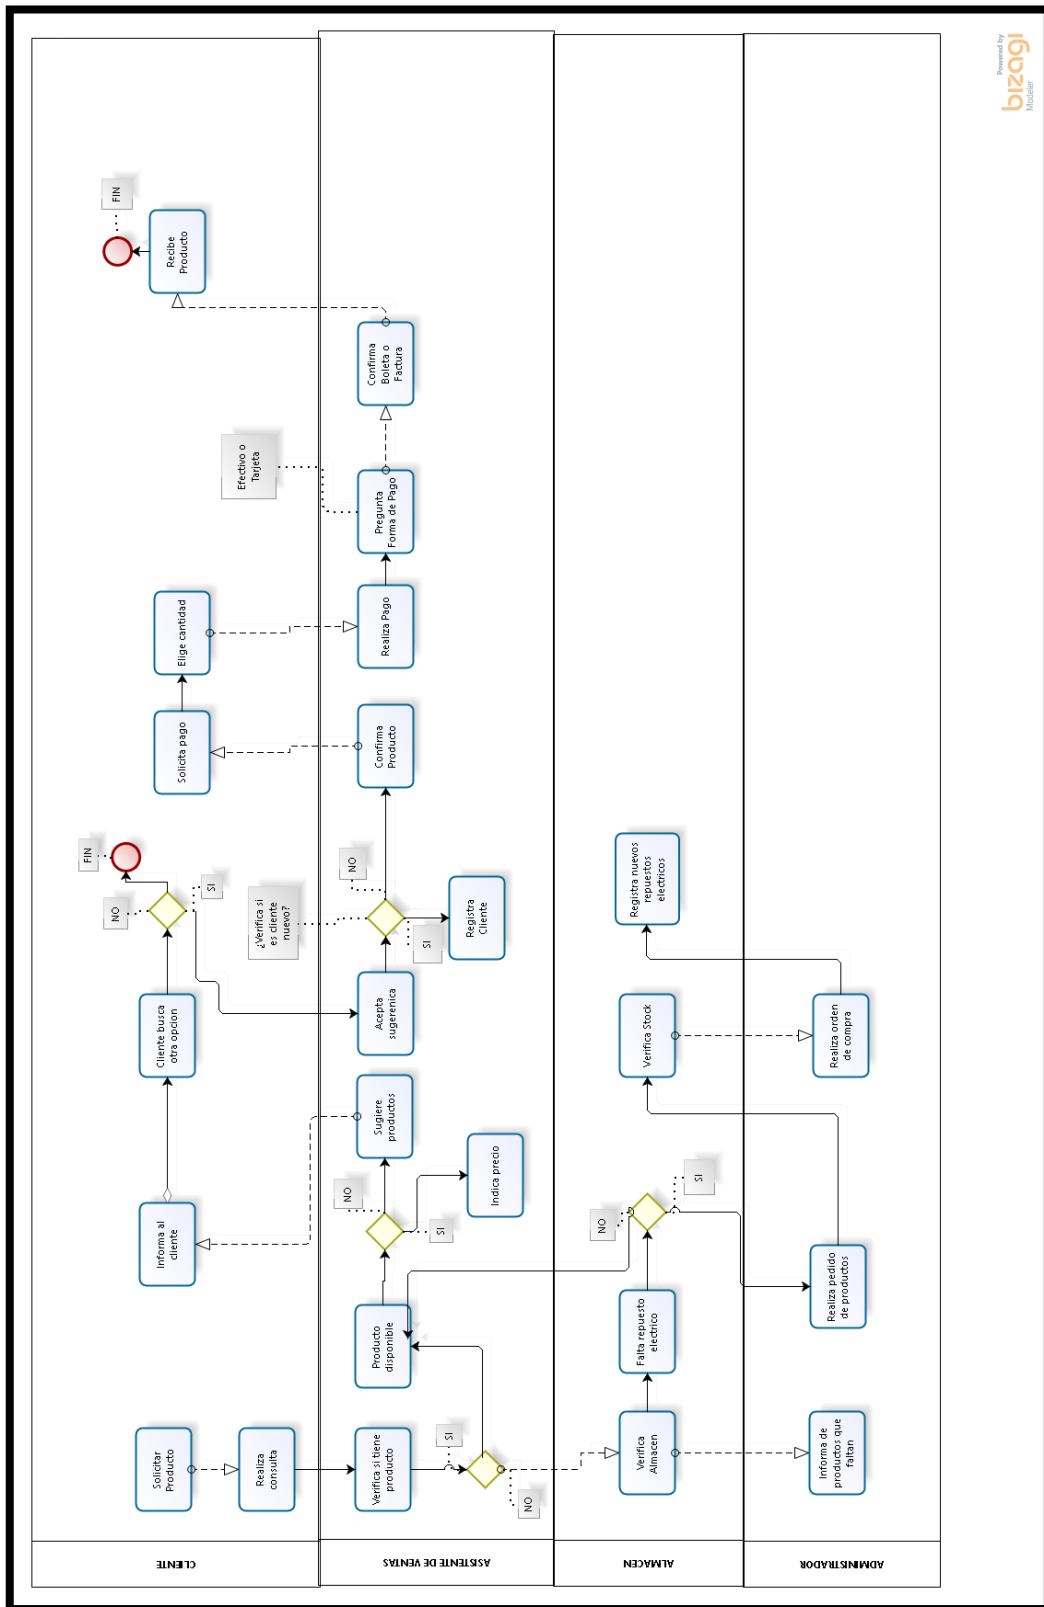 CLIENTE
Solicitar
Producto
Realiza
consulta
Informa al
cliente
Cliente busca
otra opcion
NO
SI
FIN
Solicita pago
Elige cantidad
Recibe
Producto
FIN
Efectivo o
Tarjeta
¿Verifica si
es cliente
nuevo?
ASISTENTE DE VENTAS
Verifica si tiene
producto
SI
NO
Producto
disponible
NO
SI
Sugiere
productos
Indica precio
Acepta
sugerenica
NO
SI
Registra
Cliente
Confirma
Producto
Realiza Pago
Pregunta
Forma de Pago
Confirma
Boleta o
Factura
ALMACEN
Verifica
Almacen
Falta repuesto
electrico
NO
SI
Verifica Stock
Registra nuevos
repuestos
electricos
ADMINISTRADOR
Informa de
productos que
faltan
Realiza pedido
de productos
Realiza orden
de compra
Powered by
bizagi
Modeler